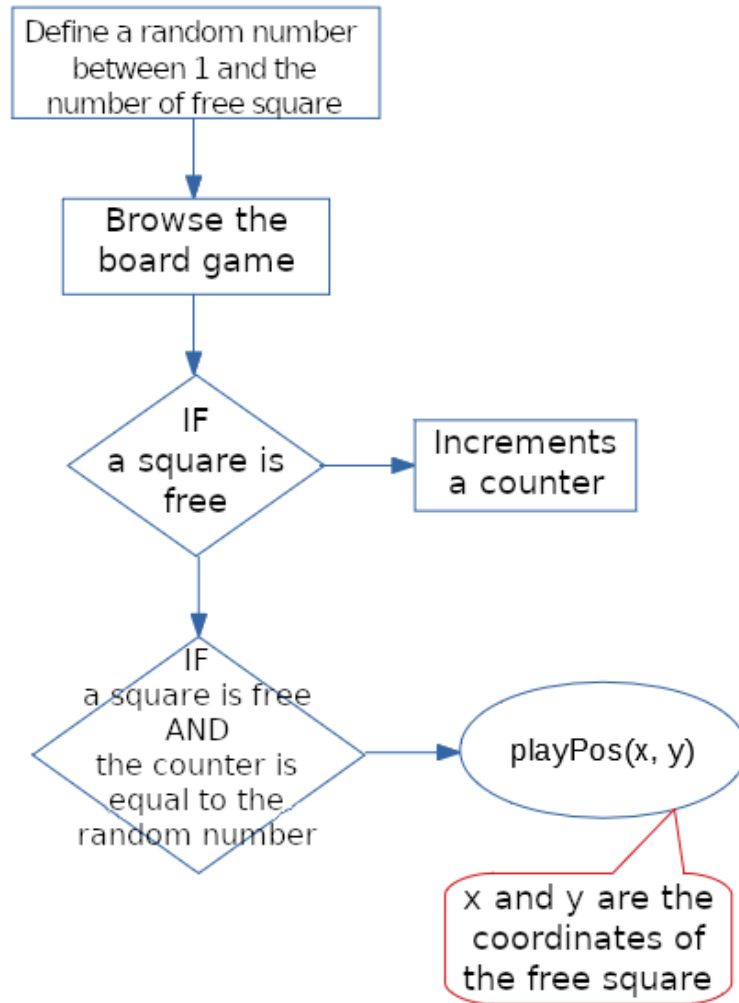 Define a random number
between 1 and the
number of free square
Browse the
board game
IF
a square is
free
Increments
a counter
IF
a square is free
AND
the counter is
equal to the
random number
playPos(x, y)
x and y are the
coordinates of
the free square